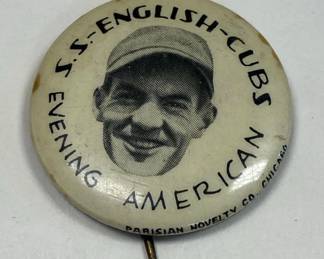 S.S.-ENGLISH-CUBS
EVENING AMERICAN
PARISIAN NOVELTY CO. CHICAGO